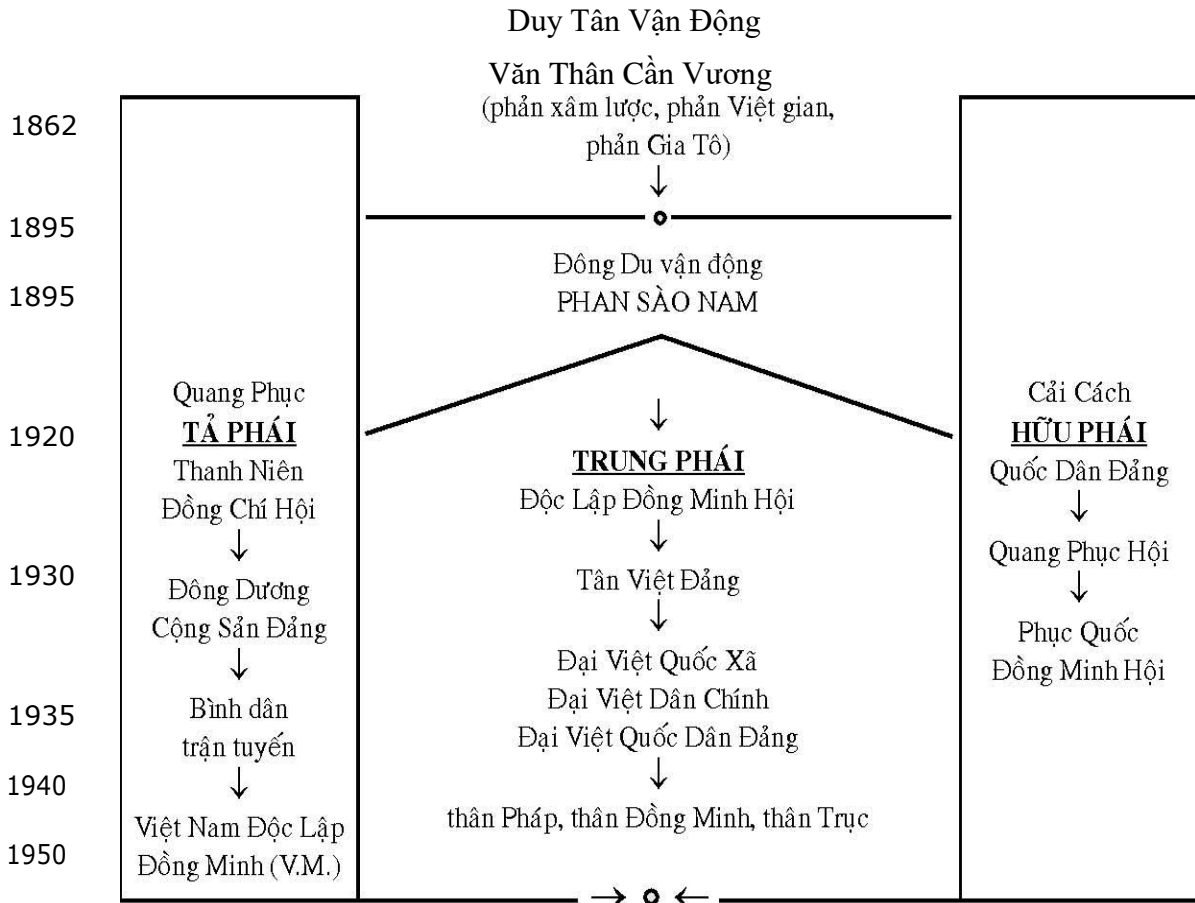 Duy Tân Vận Động
Văn Thân Cần Vương
(phản xâm lược, phản Việt gian,
phản Gia Tô)
↓
1862
1895
1895
1920
1930
1935
1940
1950
Đông Du vận động
PHAN SÀO NAM
Quang Phục
TẢ PHÁI
Thanh Niên
Đồng Chí Hội
↓
Đông Dương
Cộng Sản Đảng
↓
Bình dân
trận tuyến
↓
Việt Nam Độc Lập
Đồng Minh (V.M.)
↓
TRUNG PHÁI
Độc Lập Đồng Minh Hội
↓
Tân Việt Đảng
↓
Đại Việt Quốc Xã
Đại Việt Dân Chính
Đại Việt Quốc Dân Đảng
↓
thân Pháp, thân Đồng Minh, thân Trục
Cải Cách
HỮU PHÁI
Quốc Dân Đảng
↓
Quang Phục Hội
↓
Phục Quốc
Đồng Minh Hội
→ ←